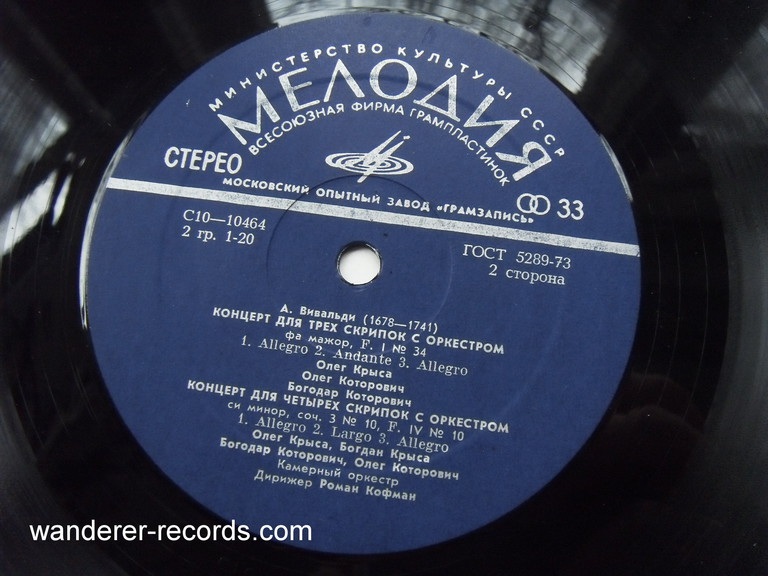 МИНИСТЕРСТВО КУЛЬТУРЫ СССР
МЕЛОДИЯ
ВСЕСОЮЗНАЯ ФИРМА ГРАМПЛАСТИНОК
СТЕРЕО
33
МОСКОВСКИЙ ОПЫТНЫЙ ЗАВОД «ГРАМЗАПИСЬ»
С10—10464
2 гр. 1-20
ГОСТ 5289-73
2 сторона
А. Вивальди (1678—1741)
КОНЦЕРТ ДЛЯ ТРЕХ СКРИПОК С ОРКЕСТРОМ
фа мажор, F. I № 34
1. Allegro 2. Andante 3. Allegro
Олег Крыса
Олег Которович
Богодар Которович
КОНЦЕРТ ДЛЯ ЧЕТЫРЕХ СКРИПОК С ОРКЕСТРОМ
си минор, соч. 3 № 10, F. IV № 10
1. Allegro 2. Largo 3. Allegro
Олег Крыса, Богдан Крыса
Богодар Которович, Олег Которович
Камерный оркестр
Дирижер Роман Кофман
wanderer-records.com